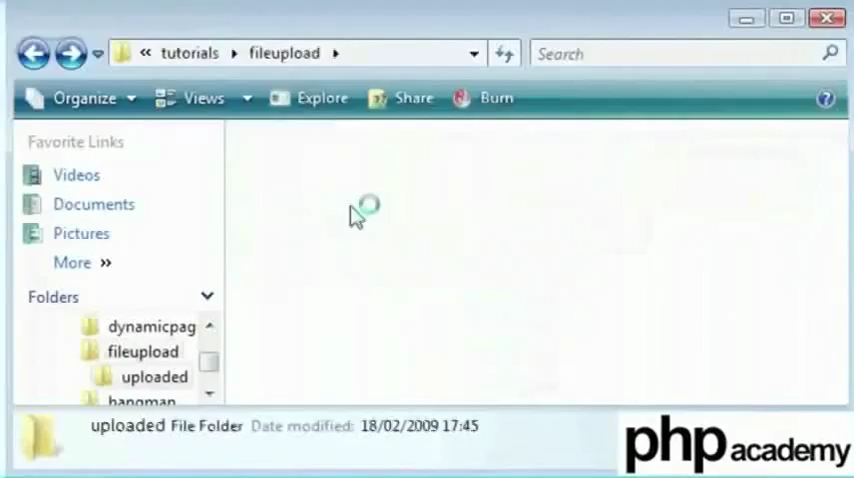 « tutorials ▸ fileupload ▸
Search
Organize Views Explore Share Burn
Favorite Links
Videos
Documents
Pictures
More »
Folders
dynamicpag
fileupload
uploaded
hangman
uploaded File Folder Date modified: 18/02/2009 17:45
php academy